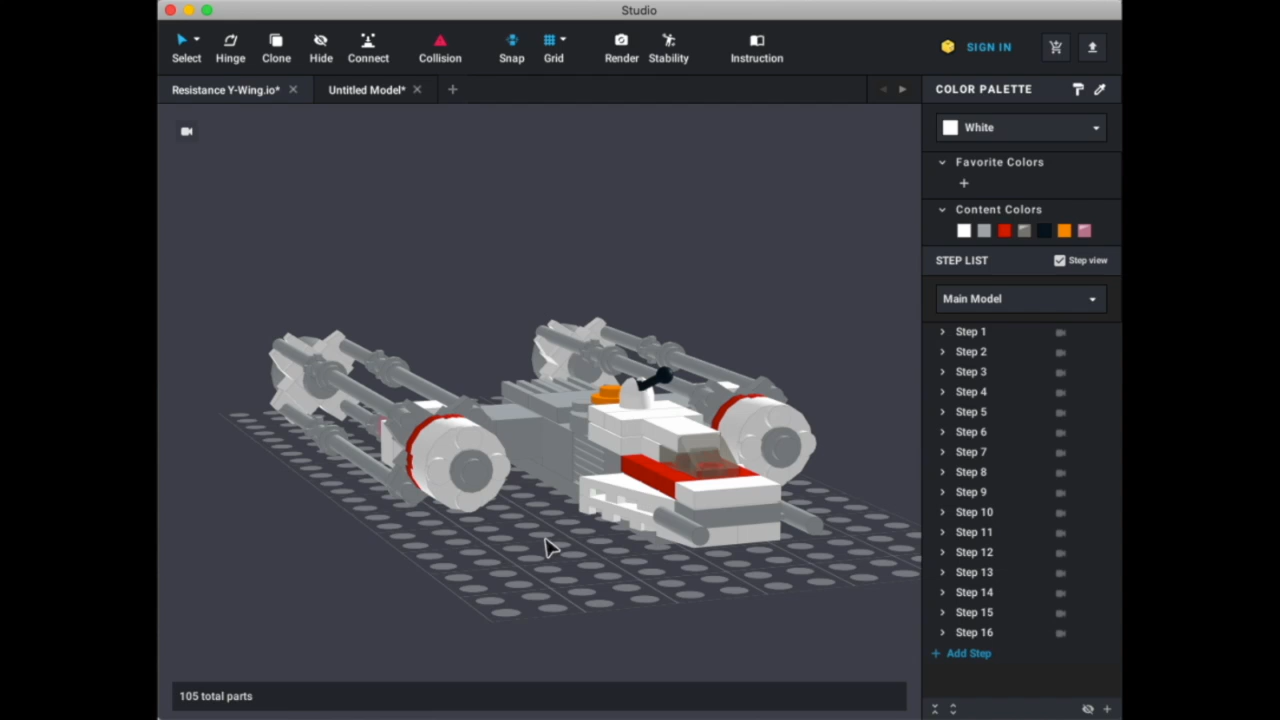 Studio
Select Hinge Clone Hide Connect Collision Snap Grid Render Stability Instruction SIGN IN
Resistance Y-Wing.io* Untitled Model* COLOR PALETTE
White
Favorite Colors
Content Colors
STEP LIST Step view
Main Model
Step 1
Step 2
Step 3
Step 4
Step 5
Step 6
Step 7
Step 8
Step 9
Step 10
Step 11
Step 12
Step 13
Step 14
Step 15
Step 16
+ Add Step
105 total parts